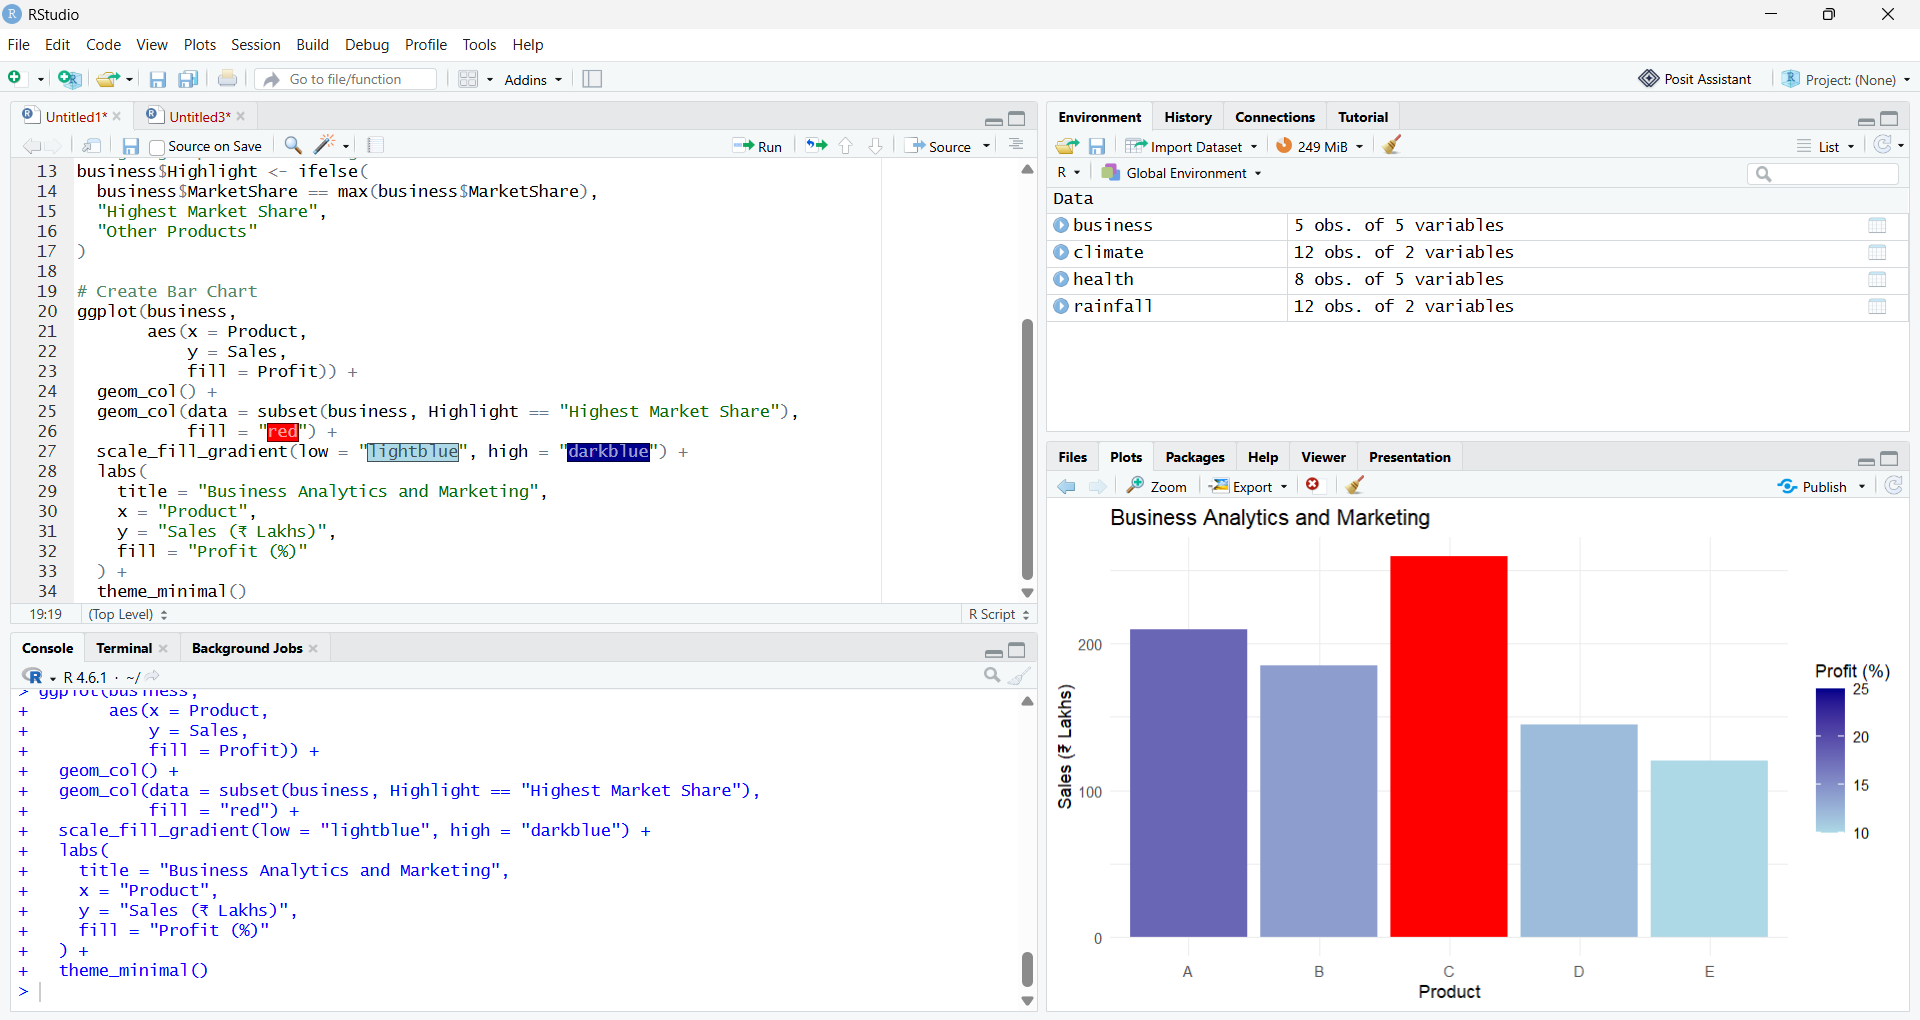 RStudio
File Edit Code View Plots Session Build Debug Profile Tools Help
Go to file/function Addins Posit Assistant Project: (None)
Untitled1* Untitled3*
Source on Save Run Source
13 business$Highlight <- ifelse(
14 business$MarketShare == max(business$MarketShare),
15 "Highest Market Share",
16 "Other Products"
17 )
18
19 # Create Bar Chart
20 ggplot(business,
21 aes(x = Product,
22 y = Sales,
23 fill = Profit)) +
24 geom_col() +
25 geom_col(data = subset(business, Highlight == "Highest Market Share"),
26 fill = "red") +
27 scale_fill_gradient(low = "lightblue", high = "darkblue") +
28 labs(
29 title = "Business Analytics and Marketing",
30 x = "Product",
31 y = "Sales (₹ Lakhs)",
32 fill = "Profit (%)"
33 ) +
34 theme_minimal()
19:19 (Top Level) R Script
Console Terminal Background Jobs
R 4.6.1 · ~/
> ggplot(business,
+ aes(x = Product,
+ y = Sales,
+ fill = Profit)) +
+ geom_col() +
+ geom_col(data = subset(business, Highlight == "Highest Market Share"),
+ fill = "red") +
+ scale_fill_gradient(low = "lightblue", high = "darkblue") +
+ labs(
+ title = "Business Analytics and Marketing",
+ x = "Product",
+ y = "Sales (₹ Lakhs)",
+ fill = "Profit (%)"
+ ) +
+ theme_minimal()
>
Environment History Connections Tutorial
Import Dataset 249 MiB List
R Global Environment
Data
business 5 obs. of 5 variables
climate 12 obs. of 2 variables
health 8 obs. of 5 variables
rainfall 12 obs. of 2 variables
Files Plots Packages Help Viewer Presentation
Zoom Export Publish
Business Analytics and Marketing
Sales (₹ Lakhs)
200
100
0
A B C D E
Product
Profit (%)
25
20
15
10